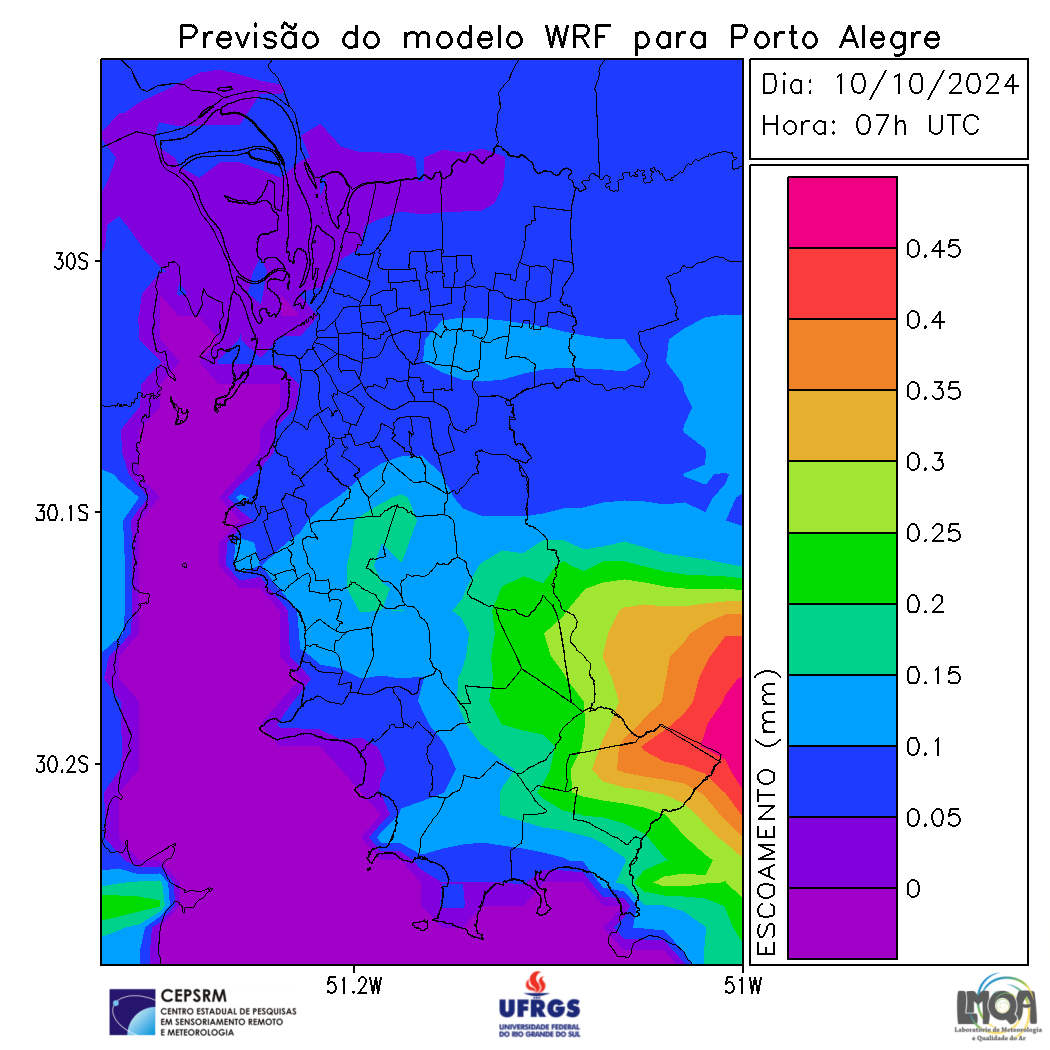 Previsão do modelo WRF para Porto Alegre
Dia: 10/10/2024
Hora: 07h UTC
30S
30.1S
30.2S
51.2W
51W
ESCOAMENTO (mm)
0.45
0.4
0.35
0.3
0.25
0.2
0.15
0.1
0.05
0
CEPSRM
CENTRO ESTADUAL DE PESQUISAS
EM SENSORIAMENTO REMOTO
E METEOROLOGIA
UFRGS
UNIVERSIDADE FEDERAL
DO RIO GRANDE DO SUL
LMQA
Laboratório de Meteorologia
e Qualidade do Ar